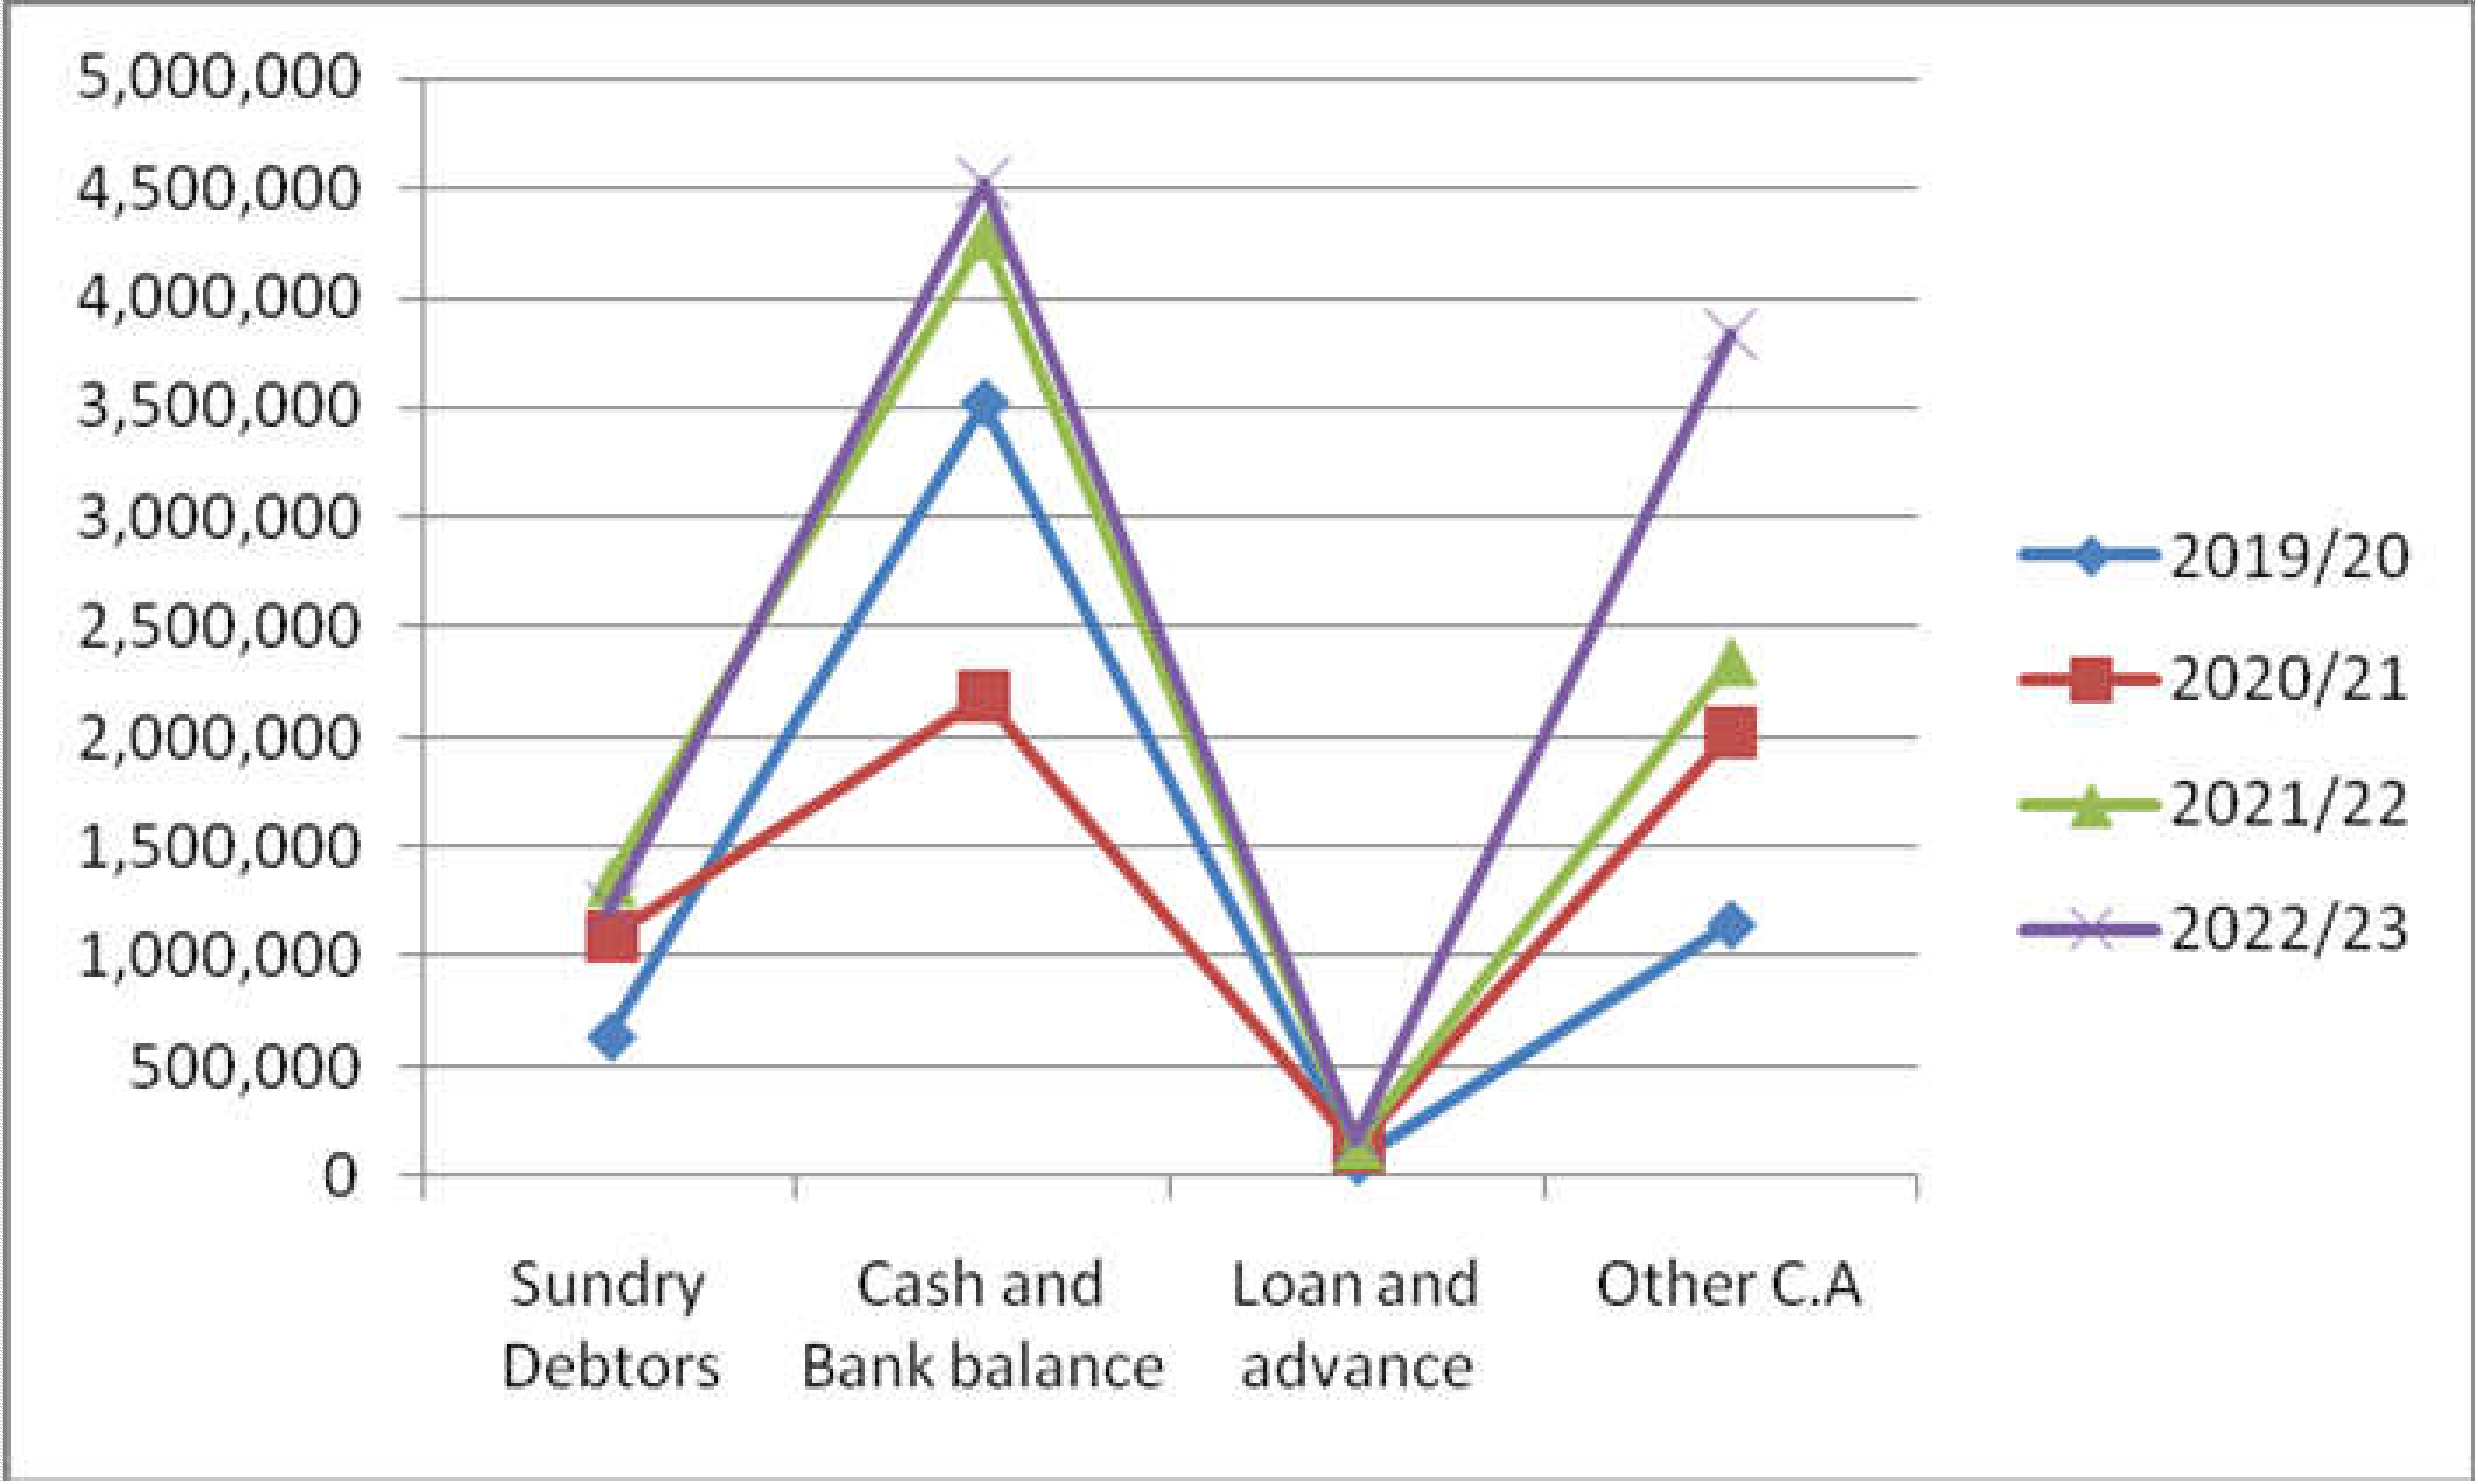 5,000,000
4,500,000
4,000,000
3,500,000
3,000,000
2,500,000
2,000,000
1,500,000
1,000,000
500,000
0
Sundry
Debtors
Cash and
Bank balance
Loan and
advance
Other C.A
2019/20
2020/21
2021/22
2022/23